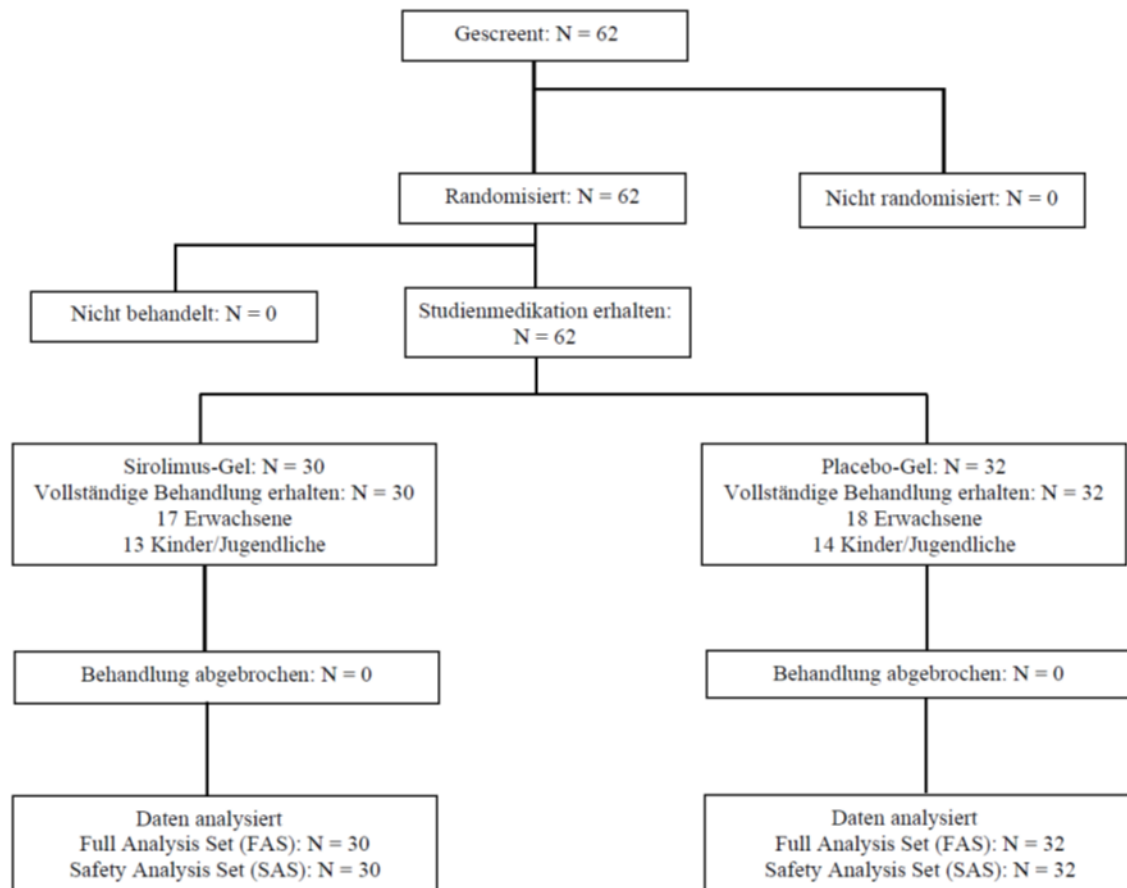 Gescreent: N = 62
Randomisiert: N = 62
Nicht randomisiert: N = 0
Nicht behandelt: N = 0
Studienmedikation erhalten:
N = 62
Sirolimus-Gel: N = 30
Vollständige Behandlung erhalten: N = 30
17 Erwachsene
13 Kinder/Jugendliche
Placebo-Gel: N = 32
Vollständige Behandlung erhalten: N = 32
18 Erwachsene
14 Kinder/Jugendliche
Behandlung abgebrochen: N = 0
Behandlung abgebrochen: N = 0
Daten analysiert
Full Analysis Set (FAS): N = 30
Safety Analysis Set (SAS): N = 30
Daten analysiert
Full Analysis Set (FAS): N = 32
Safety Analysis Set (SAS): N = 32